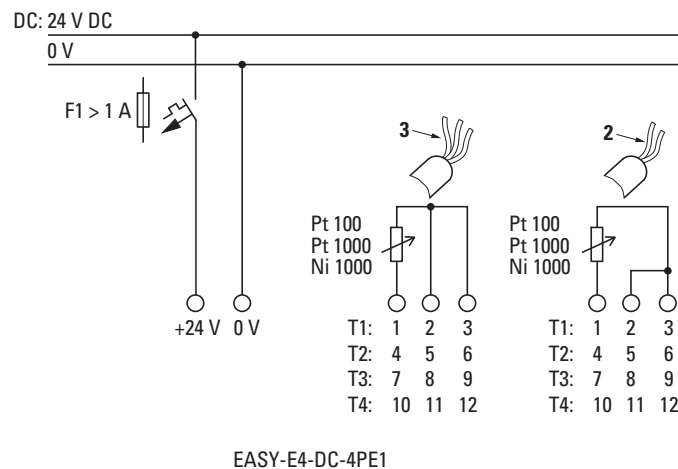 DC: 24 V DC
0 V
F1 > 1 A
3
2
Pt 100
Pt 1000
Ni 1000
Pt 100
Pt 1000
Ni 1000
+24 V 0 V
T1: 1 2 3
T2: 4 5 6
T3: 7 8 9
T4: 10 11 12
T1: 1 2 3
T2: 4 5 6
T3: 7 8 9
T4: 10 11 12
EASY-E4-DC-4PE1